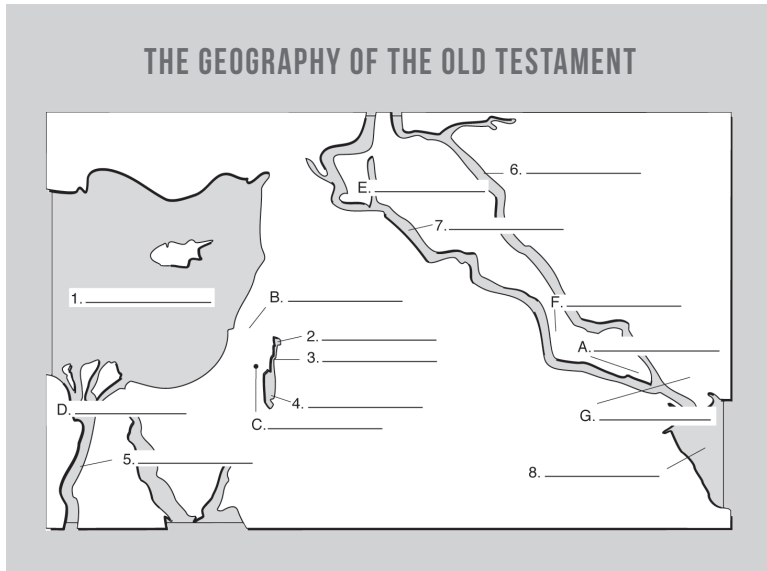 THE GEOGRAPHY OF THE OLD TESTAMENT
6.
E.
7.
1.
B.
F.
2.
A.
3.
4.
D.
G.
C.
5.
8.